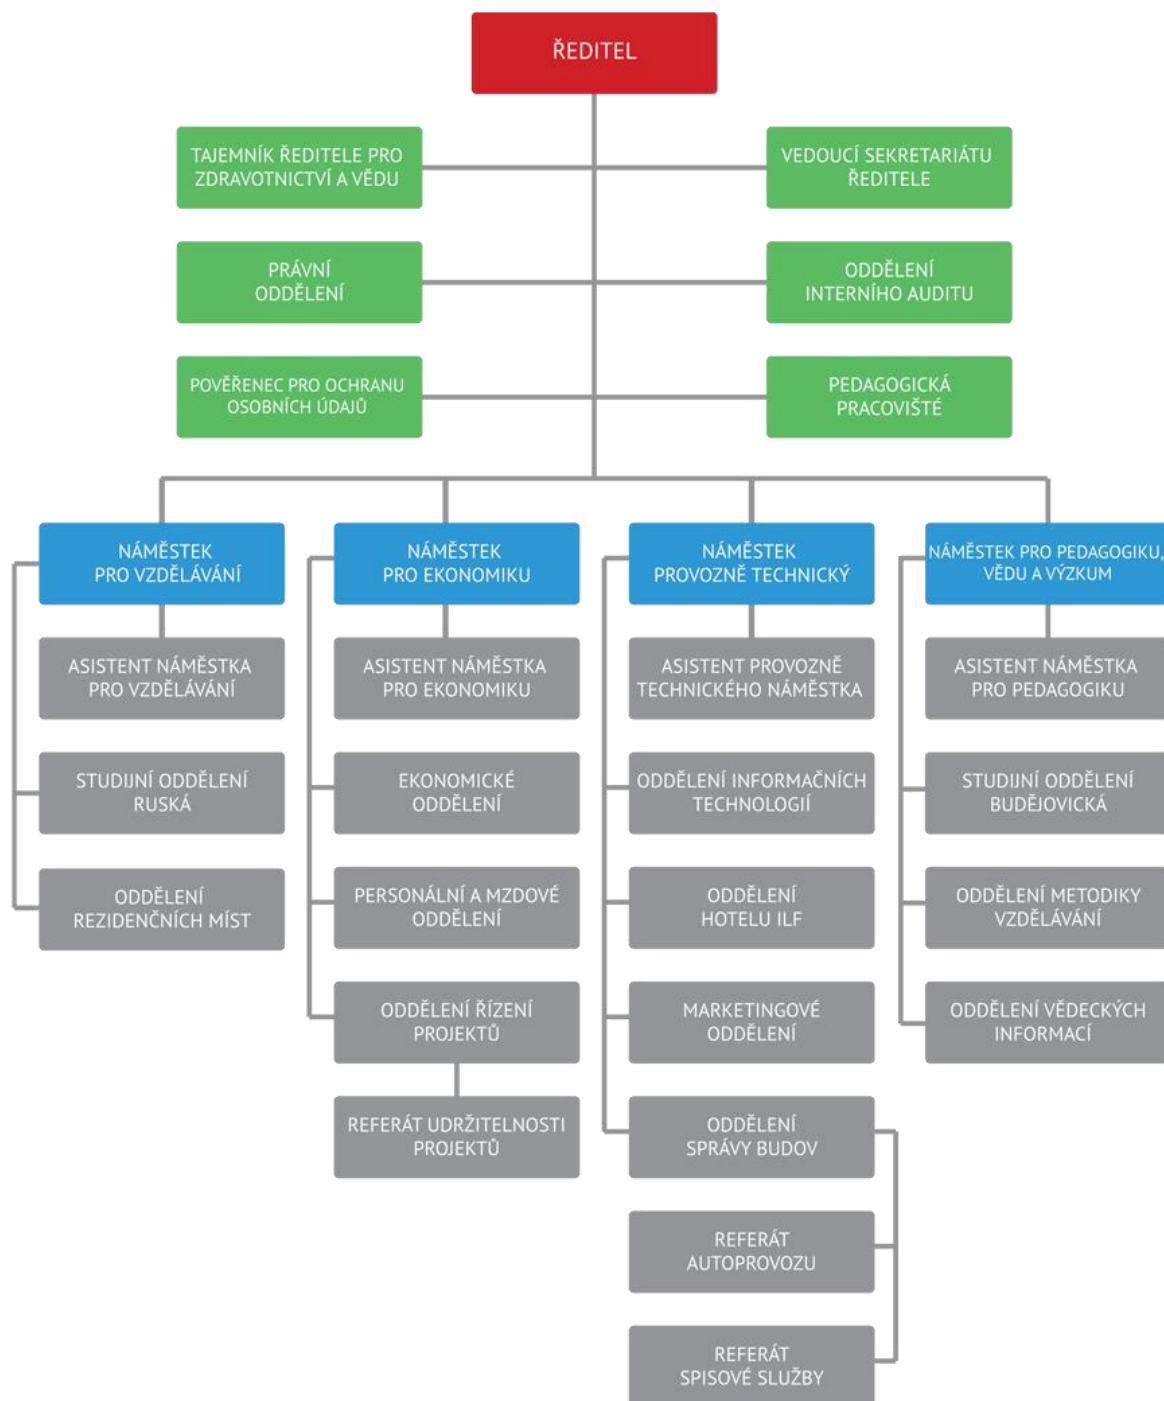 ŘEDITEL
TAJEMNÍK ŘEDITELE PRO
ZDRAVOTNICTVÍ A VĚDU
VEDOUCÍ SEKRETARIÁTU
ŘEDITELE
PRÁVNÍ
ODDĚLENÍ
ODDĚLENÍ
INTERNÍHO AUDITU
POVĚŘENEC PRO OCHRANU
OSOBNÍCH ÚDAJŮ
PEDAGOGICKÁ
PRACOVIŠTĚ
NÁMĚSTEK
PRO VZDĚLÁVÁNÍ
ASISTENT NÁMĚSTKA
PRO VZDĚLÁVÁNÍ
STUDIJNÍ ODDĚLENÍ
RUSKÁ
ODDĚLENÍ
REZIDENČNÍCH MÍST
NÁMĚSTEK
PRO EKONOMIKU
ASISTENT NÁMĚSTKA
PRO EKONOMIKU
EKONOMICKÉ
ODDĚLENÍ
PERSONÁLNÍ A MZDOVÉ
ODDĚLENÍ
ODDĚLENÍ ŘÍZENÍ
PROJEKTŮ
REFERÁT UDRŽITELNOSTI
PROJEKTŮ
NÁMĚSTEK
PROVOZNĚ TECHNICKÝ
ASISTENT PROVOZNĚ
TECHNICKÉHO NÁMĚSTKA
ODDĚLENÍ INFORMAČNÍCH
TECHNOLOGIÍ
ODDĚLENÍ
HOTELU ILF
MARKETINGOVÉ
ODDĚLENÍ
ODDĚLENÍ
SPRÁVY BUDOV
REFERÁT
AUTOPROVOZU
REFERÁT
SPISOVÉ SLUŽBY
NÁMĚSTEK PRO PEDAGOGIKU,
VĚDU A VÝZKUM
ASISTENT NÁMĚSTKA
PRO PEDAGOGIKU
STUDIJNÍ ODDĚLENÍ
BUDĚJOVICKÁ
ODDĚLENÍ METODIKY
VZDĚLÁVÁNÍ
ODDĚLENÍ VĚDECKÝCH
INFORMACÍ